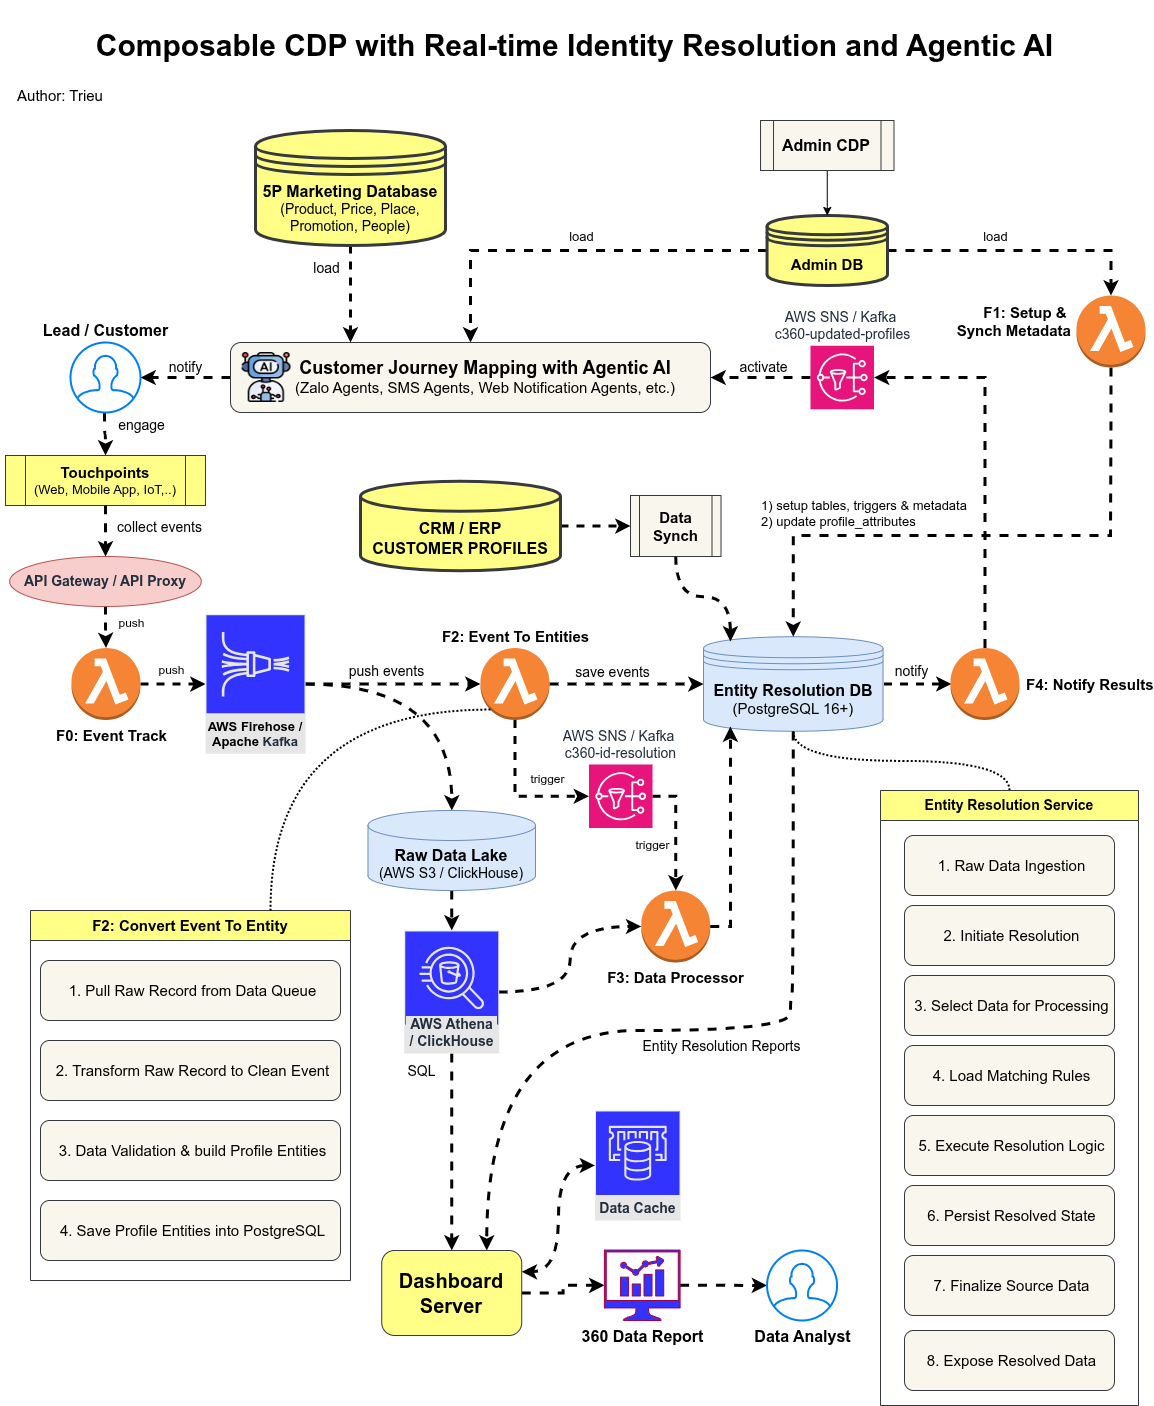 Composable CDP with Real-time Identity Resolution and Agentic AI
Author: Trieu
Admin CDP
5P Marketing Database
(Product, Price, Place,
Promotion, People)
load
Admin DB
load
load
F1: Setup &
Synch Metadata
AWS SNS / Kafka
c360-updated-profiles
Lead / Customer
notify
AI
Customer Journey Mapping with Agentic AI
(Zalo Agents, SMS Agents, Web Notification Agents, etc.)
activate
engage
Touchpoints
(Web, Mobile App, IoT,..)
collect events
CRM / ERP
CUSTOMER PROFILES
Data
Synch
1) setup tables, triggers & metadata
2) update profile_attributes
API Gateway / API Proxy
push
F0: Event Track
push
AWS Firehose /
Apache Kafka
push events
F2: Event To Entities
save events
Entity Resolution DB
(PostgreSQL 16+)
notify
F4: Notify Results
AWS SNS / Kafka
c360-id-resolution
trigger
trigger
Raw Data Lake
(AWS S3 / ClickHouse)
F3: Data Processor
AWS Athena
/ ClickHouse
SQL
Entity Resolution Reports
F2: Convert Event To Entity
1. Pull Raw Record from Data Queue
2. Transform Raw Record to Clean Event
3. Data Validation & build Profile Entities
4. Save Profile Entities into PostgreSQL
Entity Resolution Service
1. Raw Data Ingestion
2. Initiate Resolution
3. Select Data for Processing
4. Load Matching Rules
5. Execute Resolution Logic
6. Persist Resolved State
7. Finalize Source Data
8. Expose Resolved Data
Data Cache
Dashboard
Server
360 Data Report
Data Analyst